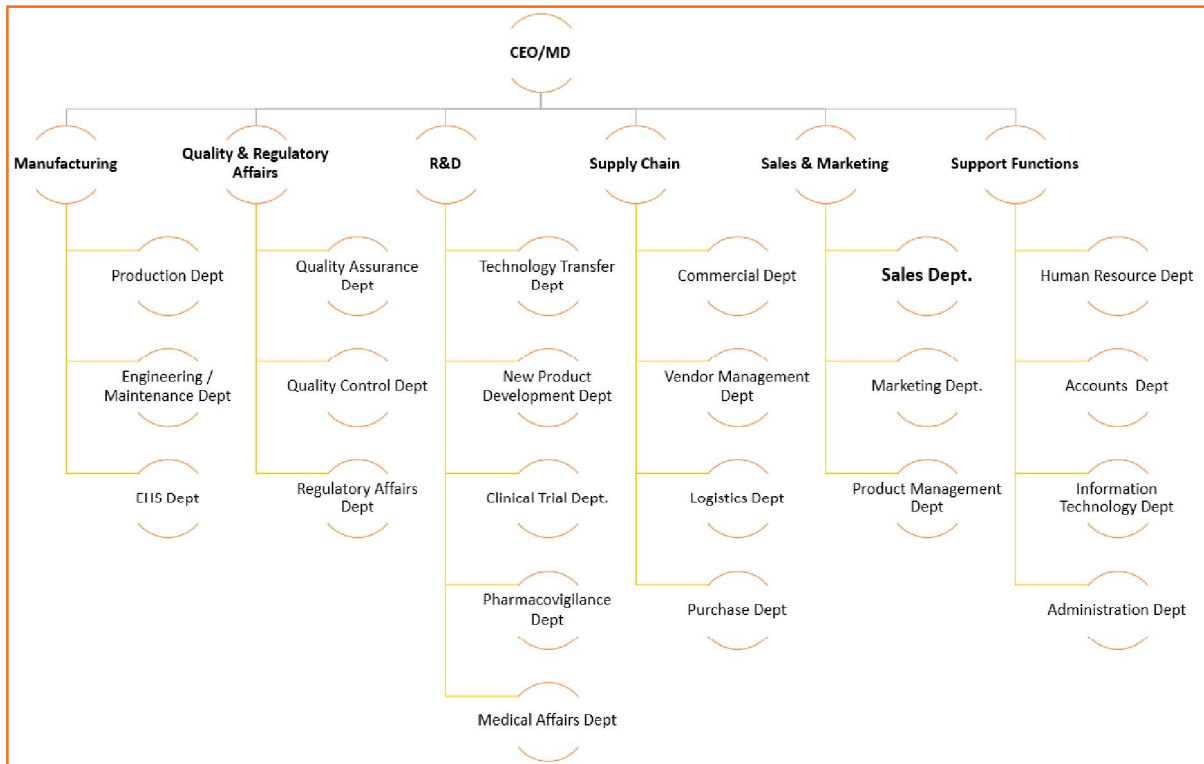 CEO/MD
Manufacturing
Quality & Regulatory
Affairs
R&D
Supply Chain
Sales & Marketing
Support Functions
Production Dept
Quality Assurance
Dept
Technology Transfer
Dept
Commercial Dept
Sales Dept.
Human Resource Dept
Engineering /
Maintenance Dept
Quality Control Dept
New Product
Development Dept
Vendor Management
Dept
Marketing Dept.
Accounts Dept
EHS Dept
Regulatory Affairs
Dept
Clinical Trial Dept.
Logistics Dept
Product Management
Dept
Information
Technology Dept
Pharmacovigilance
Dept
Purchase Dept
Administration Dept
Medical Affairs Dept